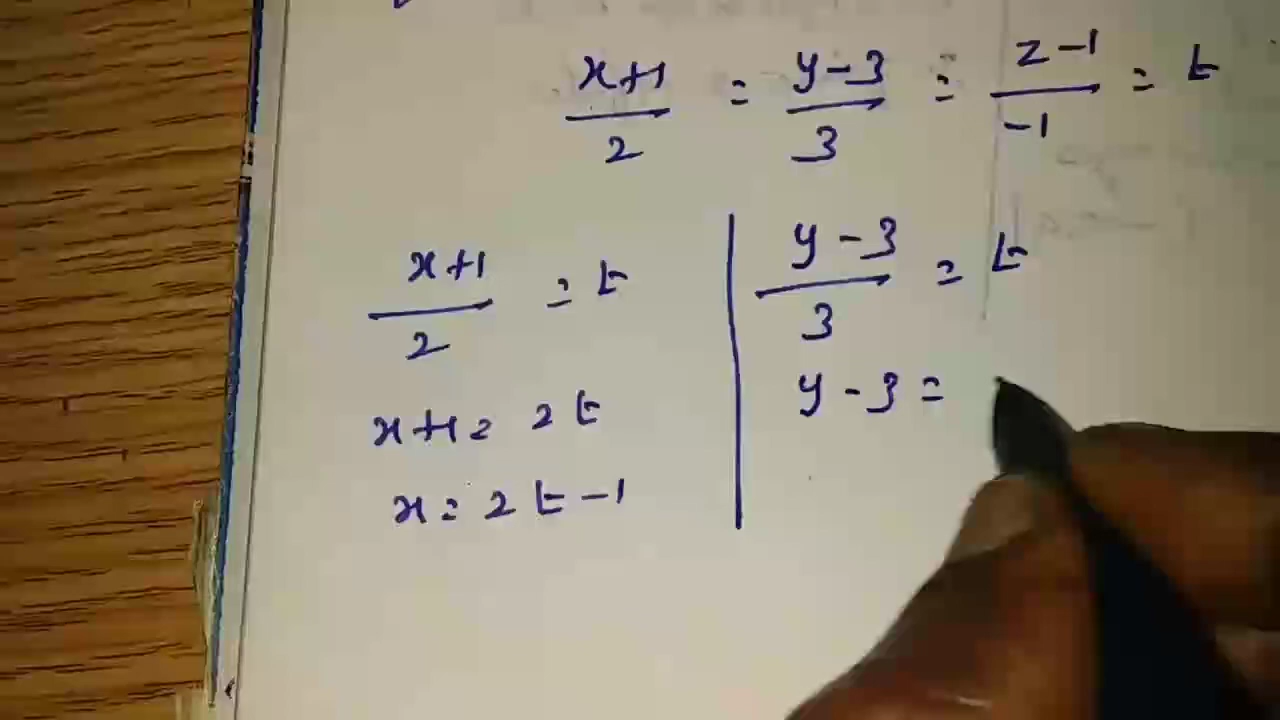 x+1/2 = y-3/3 = z-1/-1 = t
x+1/2 = t
x+1 = 2t
x = 2t-1
y-3/3 = t
y-3 =